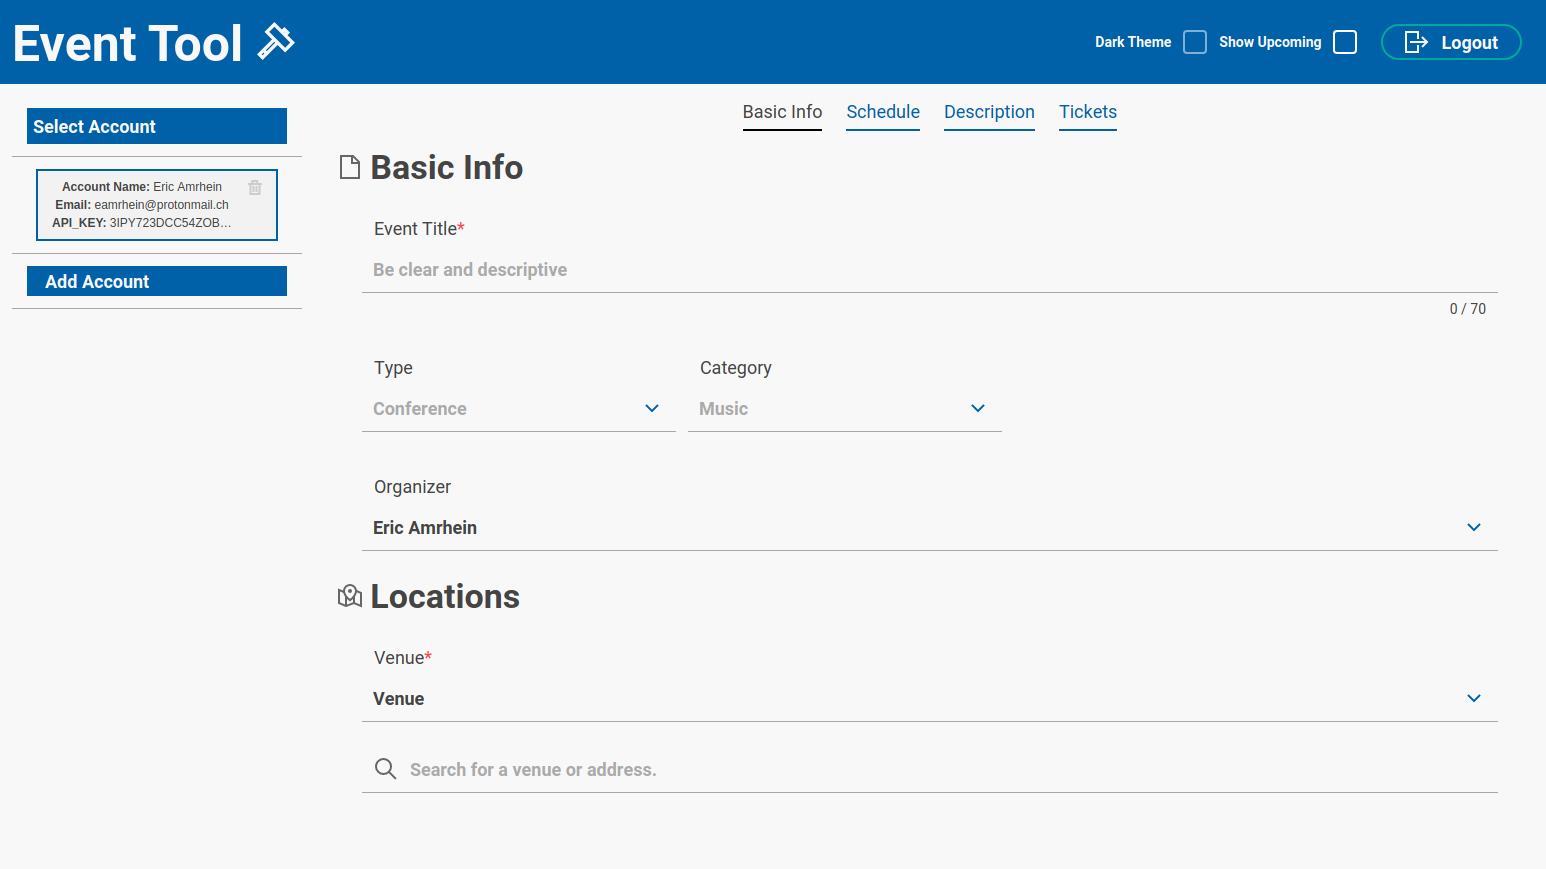 Event Tool
Dark Theme
Show Upcoming
Logout
Select Account
Account Name: Eric Amrhein
Email: eamrhein@protonmail.ch
API_KEY: 3IPY723DCC54ZOB...
Add Account
Basic Info
Schedule
Description
Tickets
Basic Info
Event Title*
Be clear and descriptive
0 / 70
Type
Category
Conference
Music
Organizer
Eric Amrhein
Locations
Venue*
Venue
Search for a venue or address.